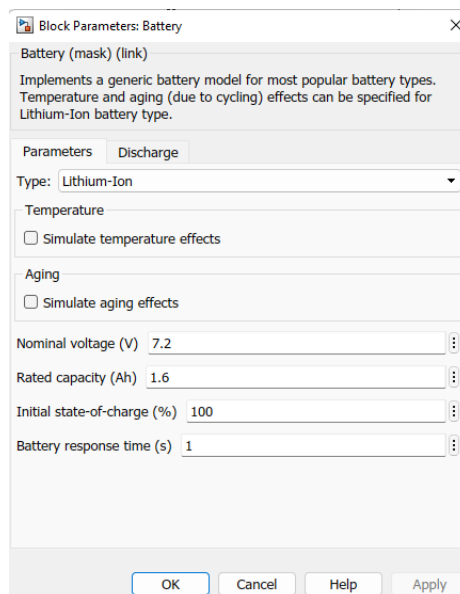 Block Parameters: Battery
Battery (mask) (link)
Implements a generic battery model for most popular battery types.
Temperature and aging (due to cycling) effects can be specified for
Lithium-Ion battery type.
Parameters Discharge
Type: Lithium-Ion
Temperature
Simulate temperature effects
Aging
Simulate aging effects
Nominal voltage (V) 7.2
Rated capacity (Ah) 1.6
Initial state-of-charge (%) 100
Battery response time (s) 1
OK Cancel Help Apply